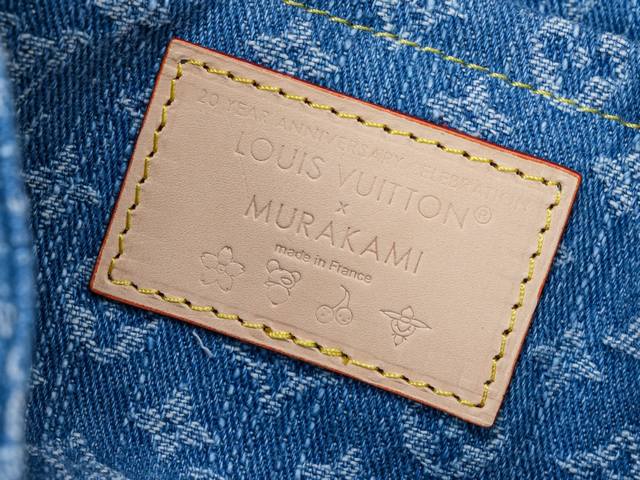 20 YEAR ANNIVERSARY CELEBRATION
LOUIS VUITTON®
x
MURAKAMI
made in France